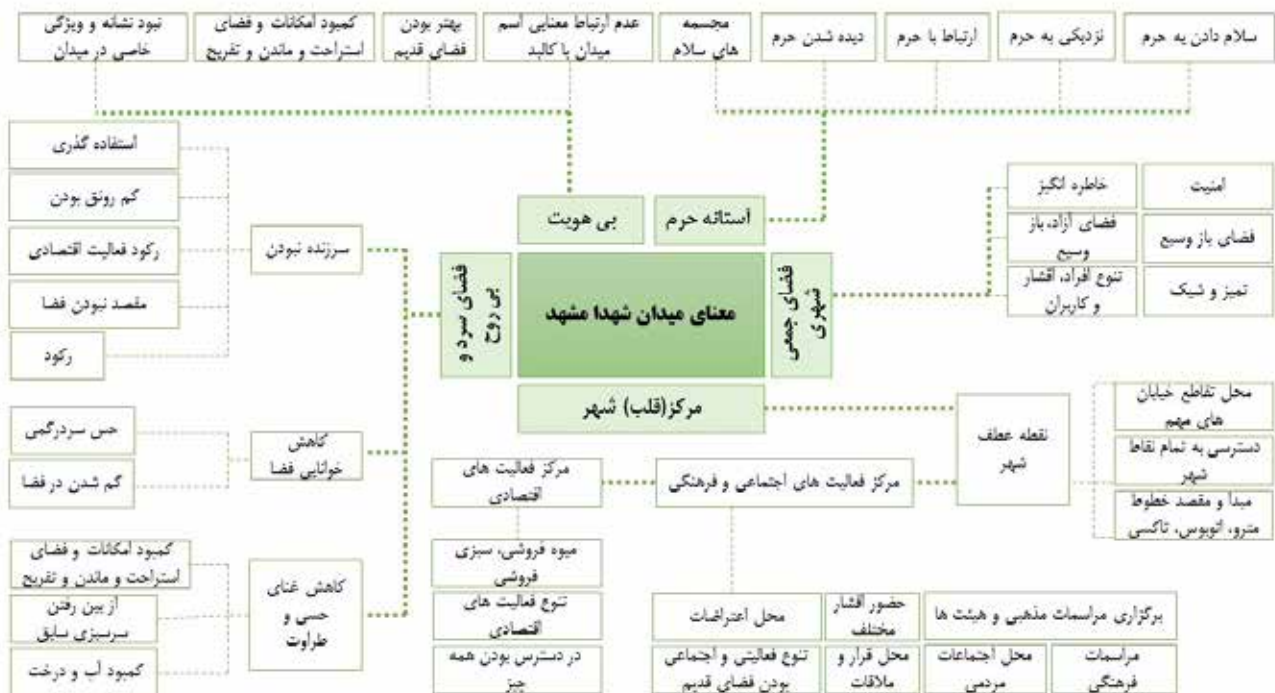 سلام دادن یه حرم
نزدیکی به حرم
ارتباط با حرم
دیده شدن حرم
مجسمه
های سلام
عدم ارتباط معنایی اسم
میدان با کالبد
بهتر بودن
فضای قدیم
کمبود امکانات و فضای
استراحت و ماندن و تفریح
نبود نشانه و ویژگی
خاصی در میدان
آستانه حرم
بی هویت
معنای میدان شهدا مشهد
فضای جمعی
شهری
فضای سرد و
بی روح
مرکز(قلب) شهر
امنیت
خاطره انگیز
فضای باز وسیع
فضای آزاد، باز
وسیع
تمیز و شیک
تنوع افراد، اقشار
و کاربران
نقطه عطف
شهر
محل تقاطع خیابان
های مهم
دسترسی به تمام نقاط
شهر
مبدأ و مقصد خطوط
مترو، اتوبوس، تاکسی
مرکز فعالیت های اجتماعی و فرهنگی
مرکز فعالیت های
اقتصادی
برگزاری مراسمات مذهبی و هیئت ها
حضور اقشار
مختلف
محل اعتراضات
مراسمات
فرهنگی
محل اجتماعات
مردمی
محل قرار و
ملاقات
تنوع فعالیتی و اجتماعی
بودن فضای قدیم
میوه فروشی، سبزی
فروشی
تنوع فعالیت های
اقتصادی
در دسترس بودن همه
چیز
سرزنده نبودن
استفاده گذری
کم رونق بودن
رکود فعالیت اقتصادی
مقصد نبودن فضا
رکود
کاهش
خوانایی فضا
حس سردرگمی
گم شدن در فضا
کاهش غنای
حسی و
طراوت
کمبود امکانات و فضای
استراحت و ماندن و تفریح
از بین رفتن
سرسبزی سابق
کمبود آب و درخت